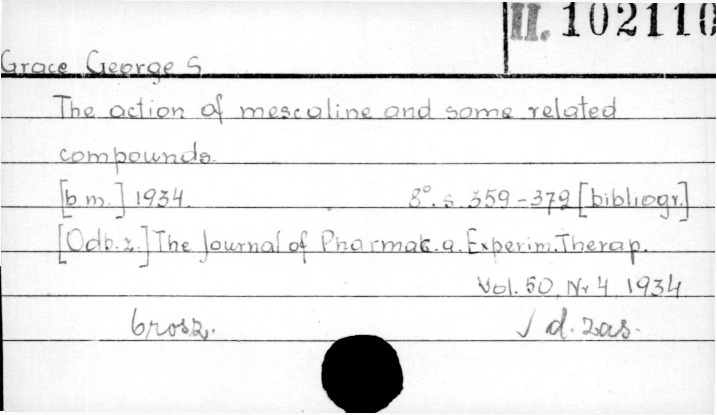 II. 102110
Grace George S
The action of mescaline and some related
compounds.
[b.m.] 1934. 8°. s. 359-379 [bibliogr.]
[Odb.z.] The Journal of Pharmak. a. Experim. Therap.
Vol. 50, Nr 4, 1934
brosz. √ d. zas.